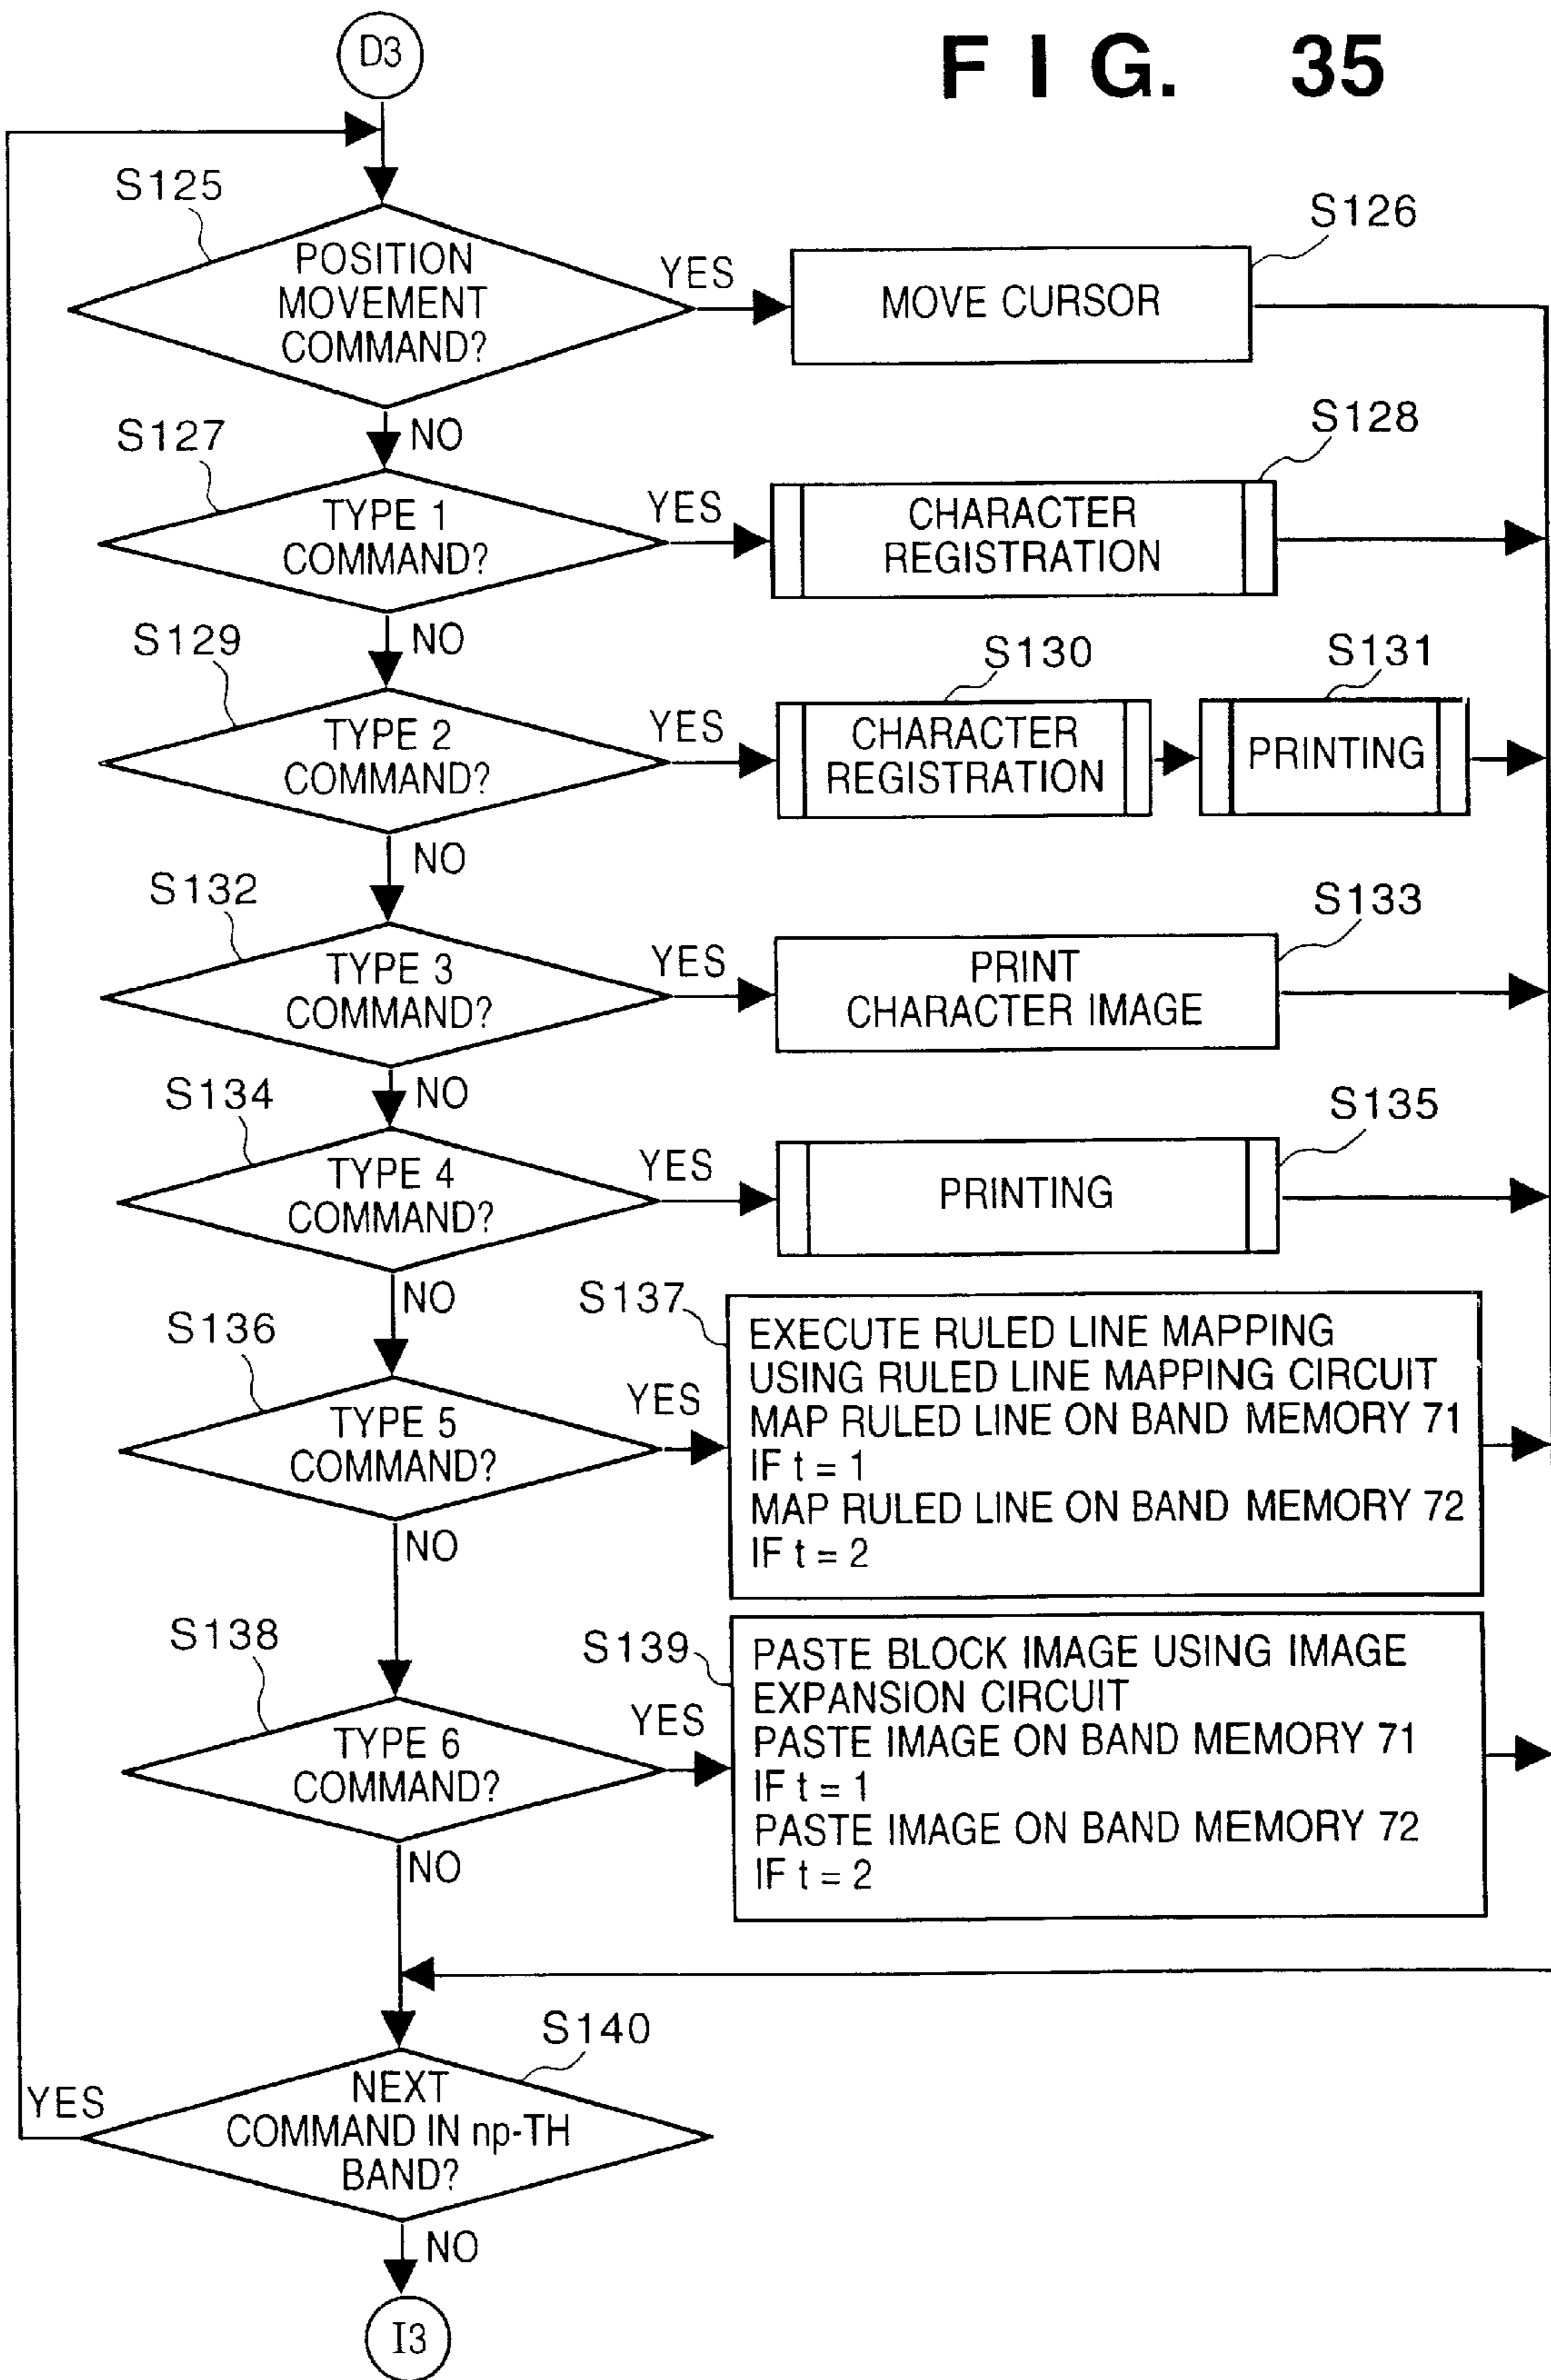 FIG. 35
D3
S125
POSITION
MOVEMENT
COMMAND?
YES
S126
MOVE CURSOR
NO
S127
TYPE 1
COMMAND?
YES
S128
CHARACTER
REGISTRATION
NO
S129
TYPE 2
COMMAND?
YES
S130
CHARACTER
REGISTRATION
S131
PRINTING
NO
S132
TYPE 3
COMMAND?
YES
S133
PRINT
CHARACTER IMAGE
NO
S134
TYPE 4
COMMAND?
YES
S135
PRINTING
NO
S136
TYPE 5
COMMAND?
YES
S137
EXECUTE RULED LINE MAPPING
USING RULED LINE MAPPING CIRCUIT
MAP RULED LINE ON BAND MEMORY 71
IF t = 1
MAP RULED LINE ON BAND MEMORY 72
IF t = 2
NO
S138
TYPE 6
COMMAND?
YES
S139
PASTE BLOCK IMAGE USING IMAGE
EXPANSION CIRCUIT
PASTE IMAGE ON BAND MEMORY 71
IF t = 1
PASTE IMAGE ON BAND MEMORY 72
IF t = 2
NO
S140
NEXT
COMMAND IN np-TH
BAND?
YES
NO
I3